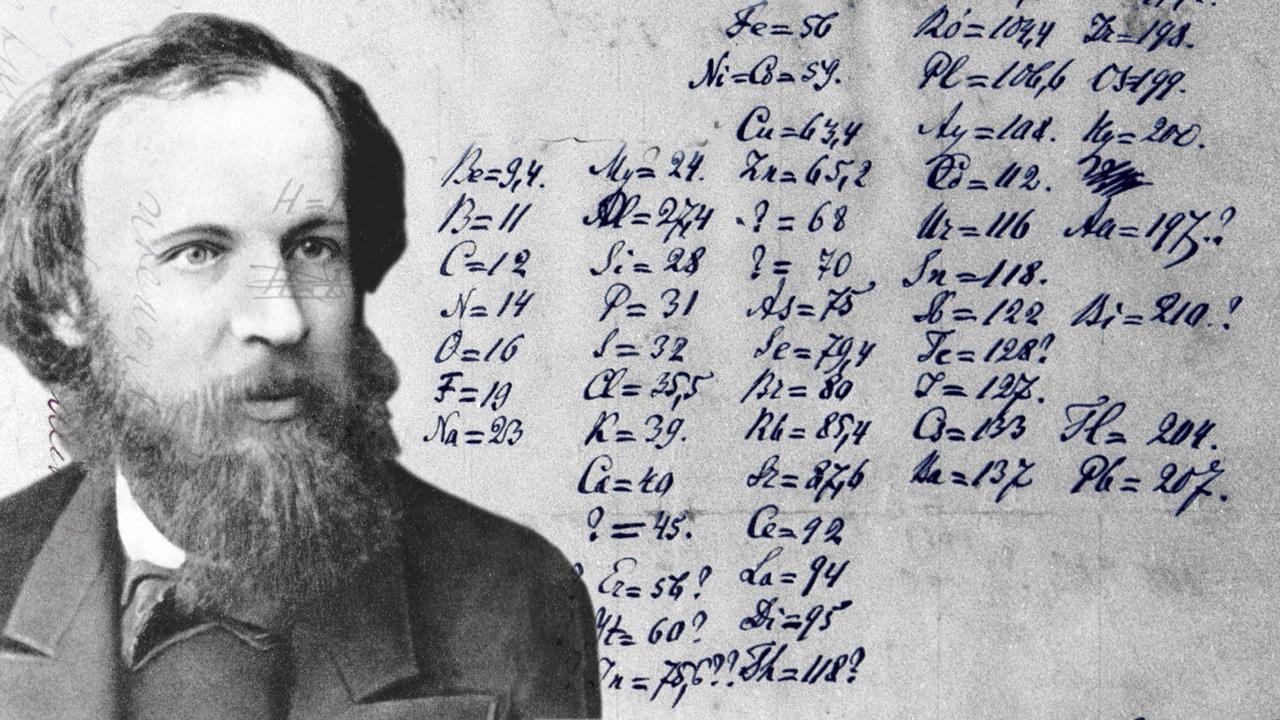 Fe=56 Ro=104,4 Ir=198.
Ni=Co=59. Pl=106,6 Os=199.
Cu=63,4 Ag=108. Hg=200.
Be=9,4. Mg=24. Zn=65,2 Cd=112.
B=11 Al=27,4 ?=68 Ur=116 Au=197.?
C=12 Si=28 ?=70 Sn=118.
N=14 P=31 As=75 Sb=122 Bi=210.?
O=16 S=32 Se=79,4 Te=128?
F=19 Cl=35,5 Br=80 J=127.
Na=23 K=39. Rb=85,4 Cs=133 Tl=204.
Ca=40 Sr=87,6 Ba=137 Pb=207.
?=45. Ce=92
Er=56? La=94
Yt=60? Di=95
In=75,6?? Th=118?